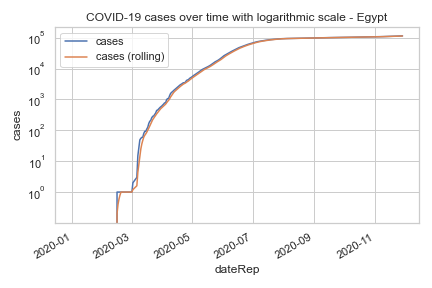 COVID-19 cases over time with logarithmic scale - Egypt
cases
cases (rolling)
10⁵
10⁴
10³
10²
10¹
10⁰
cases
2020-01
2020-03
2020-05
2020-07
2020-09
2020-11
dateRep